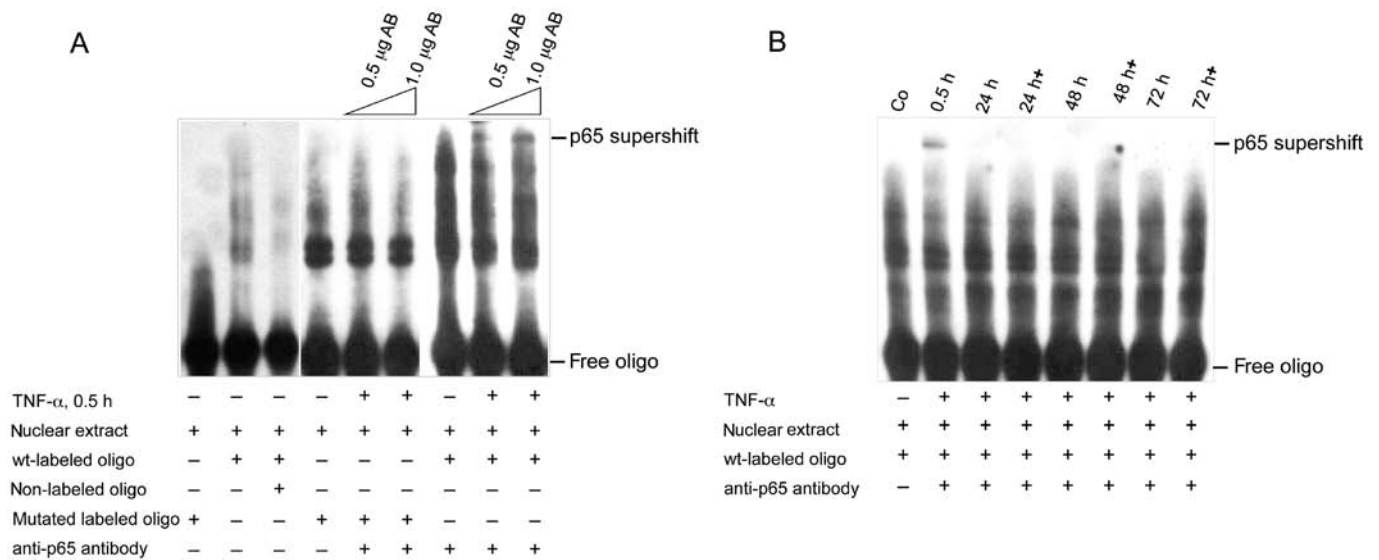 A
0.5 µg AB
1.0 µg AB
0.5 µg AB
1.0 µg AB
p65 supershift
Free oligo
TNF-α, 0.5 h – – – – + + – + +
Nuclear extract + + + + + + + + +
wt-labeled oligo – + + – – – + + +
Non-labeled oligo – – + – – – – – –
Mutated labeled oligo + – – + + + – – –
anti-p65 antibody – – – – + + + + +
B
Co 0.5 h 24 h 24 h+ 48 h 48 h+ 72 h 72 h+
p65 supershift
Free oligo
TNF-α – + + + + + + +
Nuclear extract + + + + + + + +
wt-labeled oligo + + + + + + + +
anti-p65 antibody – + + + + + + +